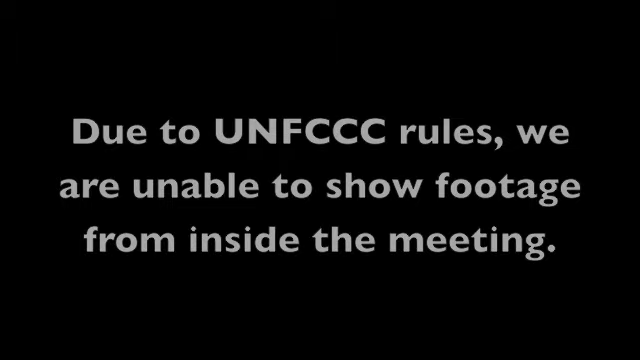 Due to UNFCCC rules, we
are unable to show footage
from inside the meeting.